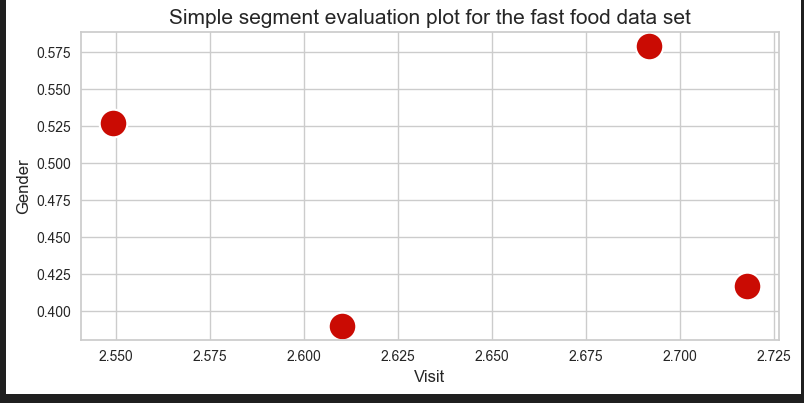 Simple segment evaluation plot for the fast food data set
0.575
0.550
0.525
0.500
0.475
0.450
0.425
0.400
Gender
2.550 2.575 2.600 2.625 2.650 2.675 2.700 2.725
Visit